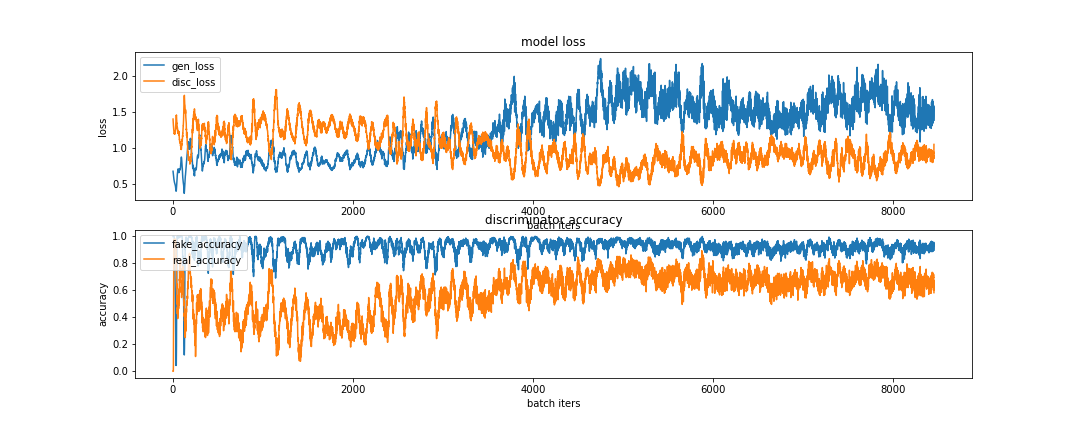 model loss
gen_loss
disc_loss
loss
2.0
1.5
1.0
0.5
0 2000 4000 6000 8000
batch iters
discriminator accuracy
fake_accuracy
real_accuracy
accuracy
1.0
0.8
0.6
0.4
0.2
0.0
0 2000 4000 6000 8000
batch iters